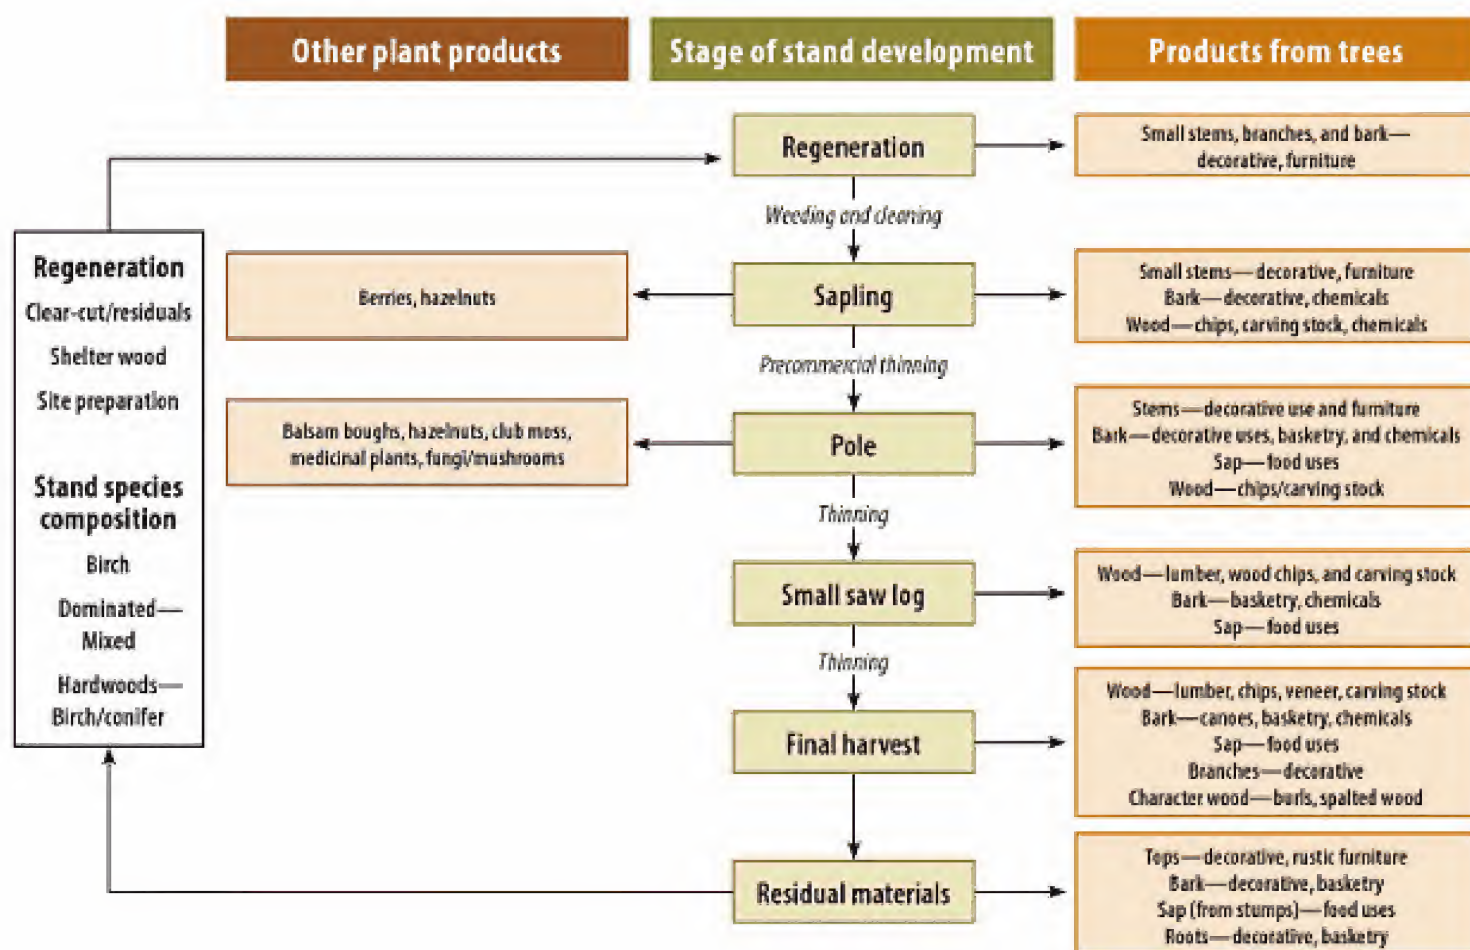 Other plant products
Stage of stand development
Products from trees
Regeneration
Small stems, branches, and bark—
decorative, furniture
Weeding and cleaning
Regeneration
Clear-cut/residuals
Shelter wood
Site preparation
Stand species
composition
Birch
Dominated—
Mixed
Hardwoods—
Birch/conifer
Berries, hazelnuts
Sapling
Small stems—decorative, furniture
Bark—decorative, chemicals
Wood—chips, carving stock, chemicals
Precommercial thinning
Balsam boughs, hazelnuts, club moss,
medicinal plants, fungi/mushrooms
Pole
Stems—decorative use and furniture
Bark—decorative uses, basketry, and chemicals
Sap—food uses
Wood—chips/carving stock
Thinning
Small saw log
Wood—lumber, wood chips, and carving stock
Bark—basketry, chemicals
Sap—food uses
Thinning
Final harvest
Wood—lumber, chips, veneer, carving stock
Bark—canoes, basketry, chemicals
Sap—food uses
Branches—decorative
Character wood—burls, spalted wood
Residual materials
Tops—decorative, rustic furniture
Bark—decorative, basketry
Sap (from stumps)—food uses
Roots—decorative, basketry